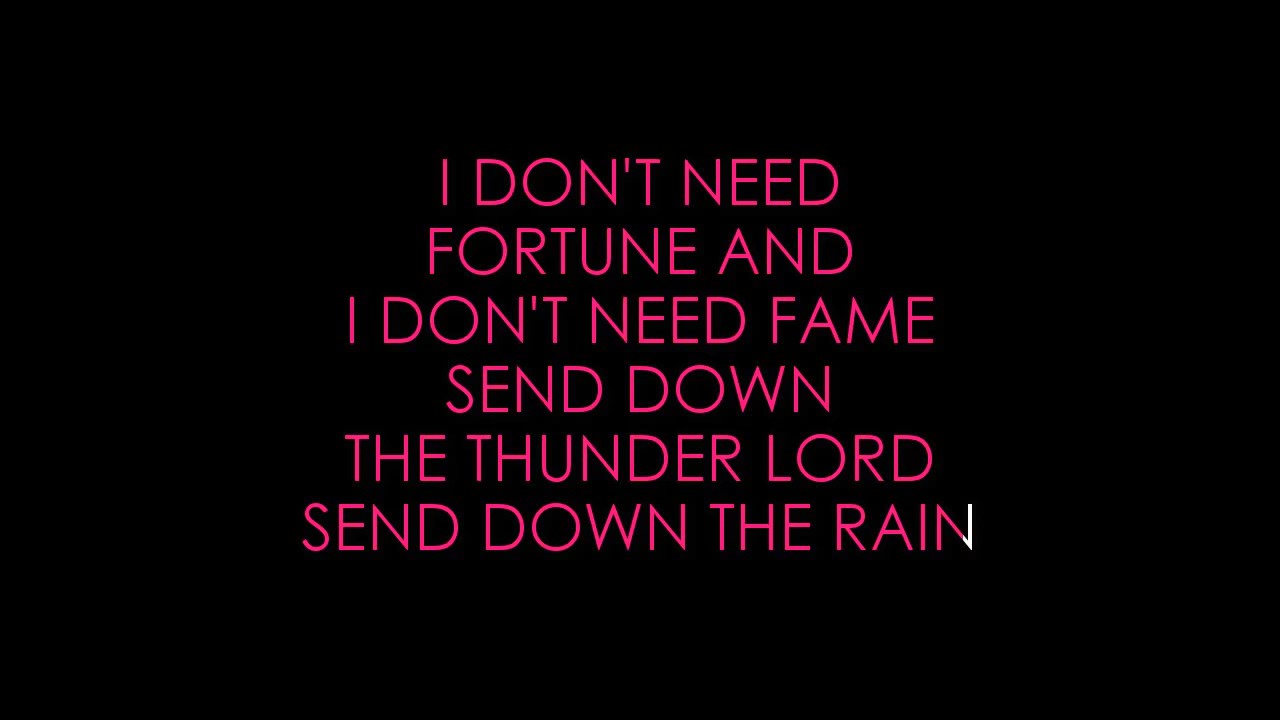 I DON'T NEED
FORTUNE AND
I DON'T NEED FAME
SEND DOWN
THE THUNDER LORD
SEND DOWN THE RAIN